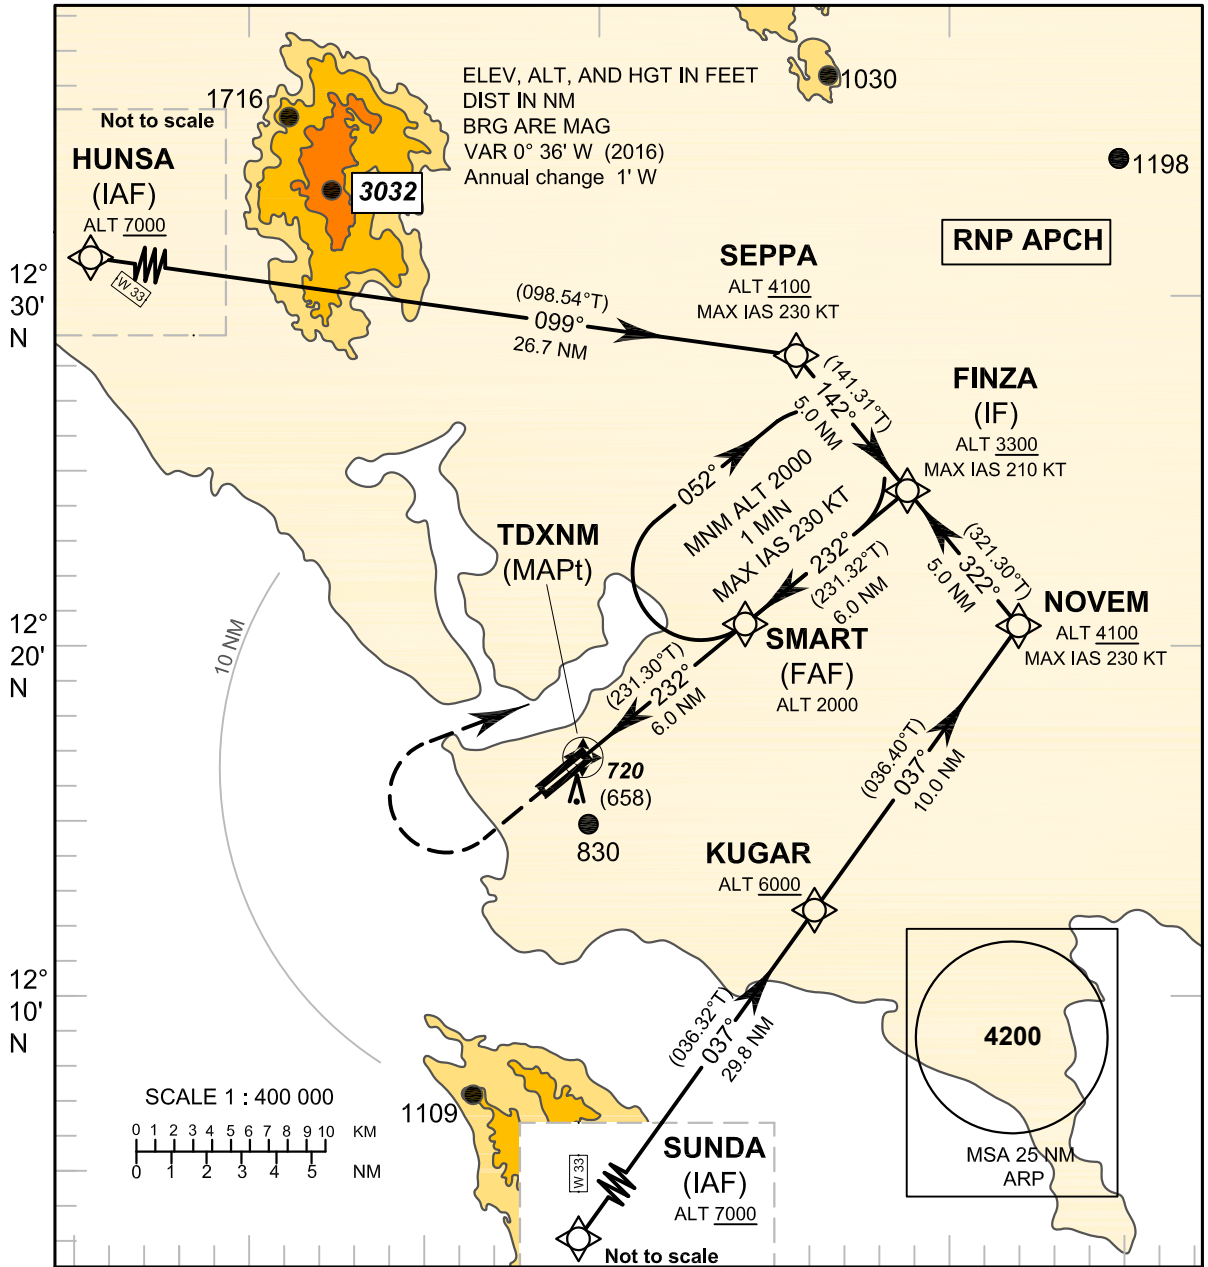 ELEV, ALT, AND HGT IN FEET
DIST IN NM
BRG ARE MAG
VAR 0° 36' W (2016)
Annual change 1' W
1030
1716
1198
Not to scale
HUNSA
(IAF)
ALT 7000
W 33
3032
RNP APCH
SEPPA
ALT 4100
MAX IAS 230 KT
(098.54°T)
099°
26.7 NM
12°
30'
N
(141.31°T)
142°
5.0 NM
FINZA
(IF)
ALT 3300
MAX IAS 210 KT
052°
MNM ALT 2000
1 MIN
MAX IAS 230 KT
232°
(231.32°T)
6.0 NM
(321.30°T)
322°
5.0 NM
TDXNM
(MAPt)
NOVEM
ALT 4100
MAX IAS 230 KT
12°
20'
N
10 NM
SMART
(FAF)
ALT 2000
(231.30°T)
232°
6.0 NM
720
(658)
830
(036.40°T)
037°
10.0 NM
KUGAR
ALT 6000
12°
10'
N
(036.32°T)
037°
29.8 NM
4200
MSA 25 NM
ARP
SCALE 1 : 400 000
0 1 2 3 4 5 6 7 8 9 10 KM
0 1 2 3 4 5 NM
1109
W 33
SUNDA
(IAF)
ALT 7000
Not to scale